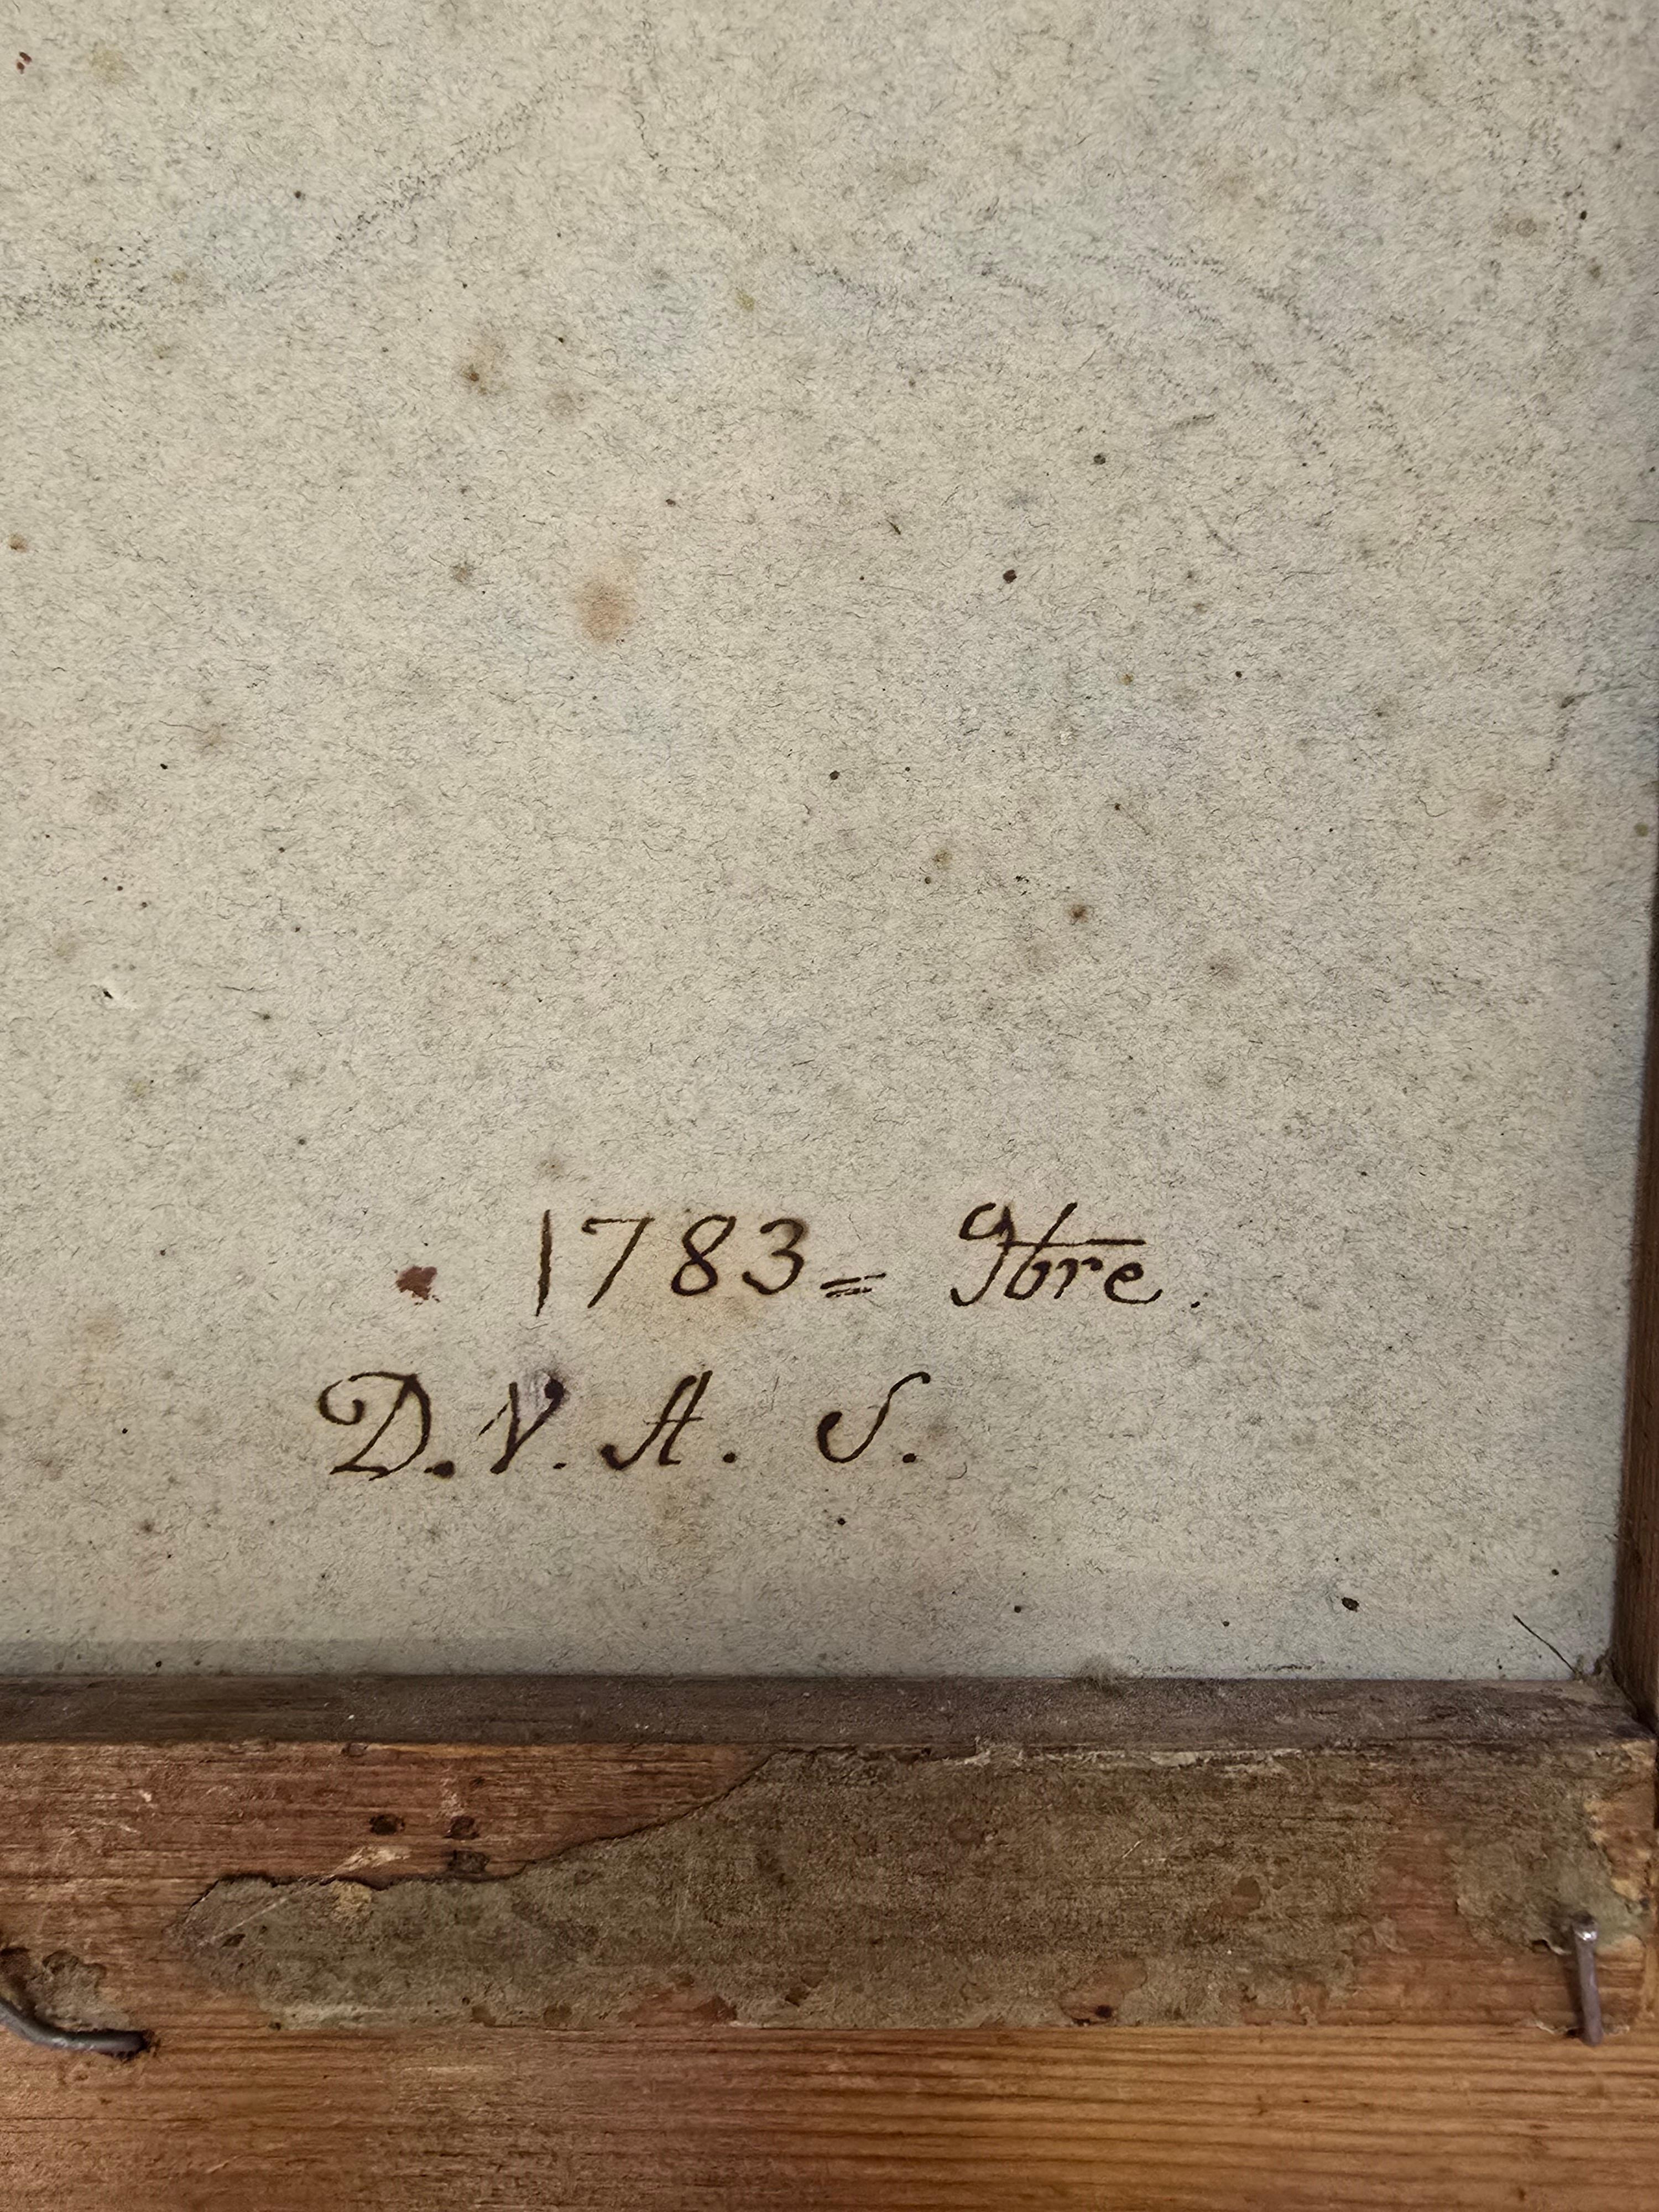 1783= 9bre.
D. V. A. S.